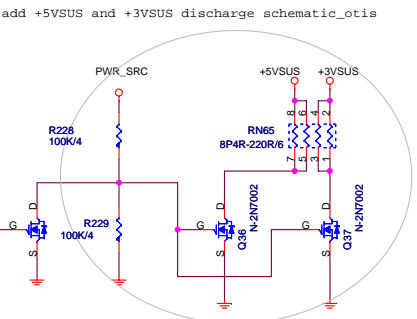 add +5VSUS and +3VSUS discharge schematic_otis
PWR_SRC
+5VSUS
+3VSUS
8
6
4
2
R228
100K/4
RN65
8P4R-220R/6
7
5
3
1
D
G
S
R229
100K/4
D
G
S
Q36
N-2N7002
D
G
S
Q37
N-2N7002